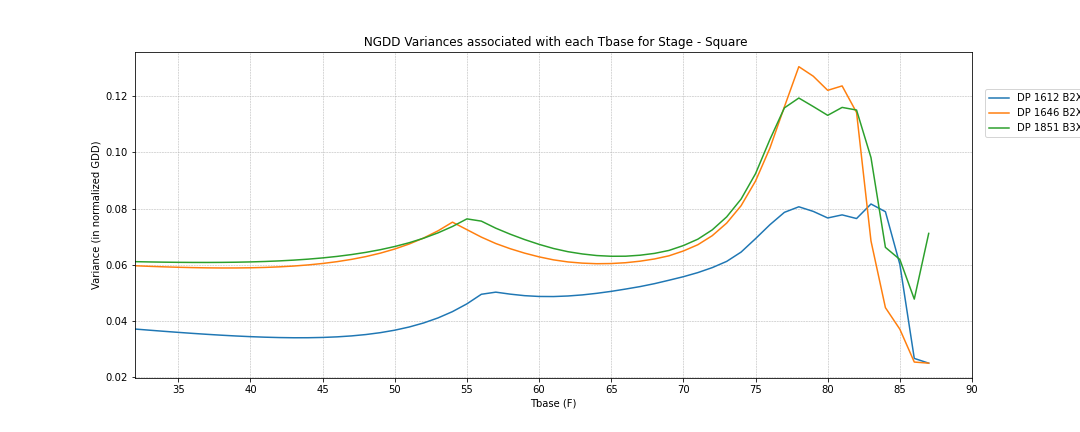 NGDD Variances associated with each Tbase for Stage - Square
0.12
0.10
0.08
0.06
0.04
0.02
Variance (in normalized GDD)
35 40 45 50 55 60 65 70 75 80 85 90
Tbase (F)
DP 1612 B2X
DP 1646 B2X
DP 1851 B3X